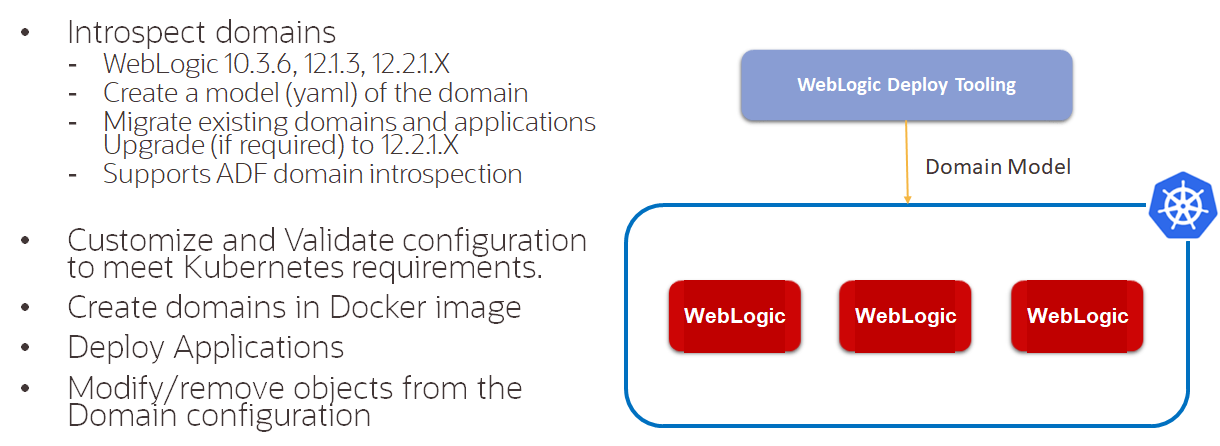 • Introspect domains
- WebLogic 10.3.6, 12.1.3, 12.2.1.X
- Create a model (yaml) of the domain
- Migrate existing domains and applications
Upgrade (if required) to 12.2.1.X
- Supports ADF domain introspection
• Customize and Validate configuration
to meet Kubernetes requirements.
• Create domains in Docker image
• Deploy Applications
• Modify/remove objects from the
Domain configuration
WebLogic Deploy Tooling
Domain Model
WebLogic
WebLogic
WebLogic